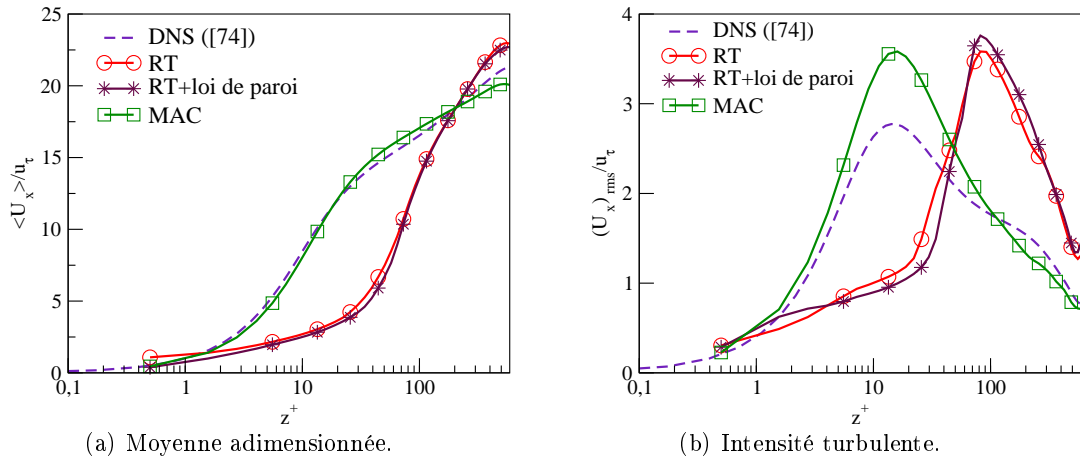 25
20
15
10
5
0
<U_x>/u_τ
DNS ([74])
RT
RT+loi de paroi
MAC
0,1
1
10
100
z^+
(a) Moyenne adimensionnée.
4
3
2
1
0
(U_x)_rms/u_τ
DNS ([74])
RT
RT+loi de paroi
MAC
0,1
1
10
100
z^+
(b) Intensité turbulente.